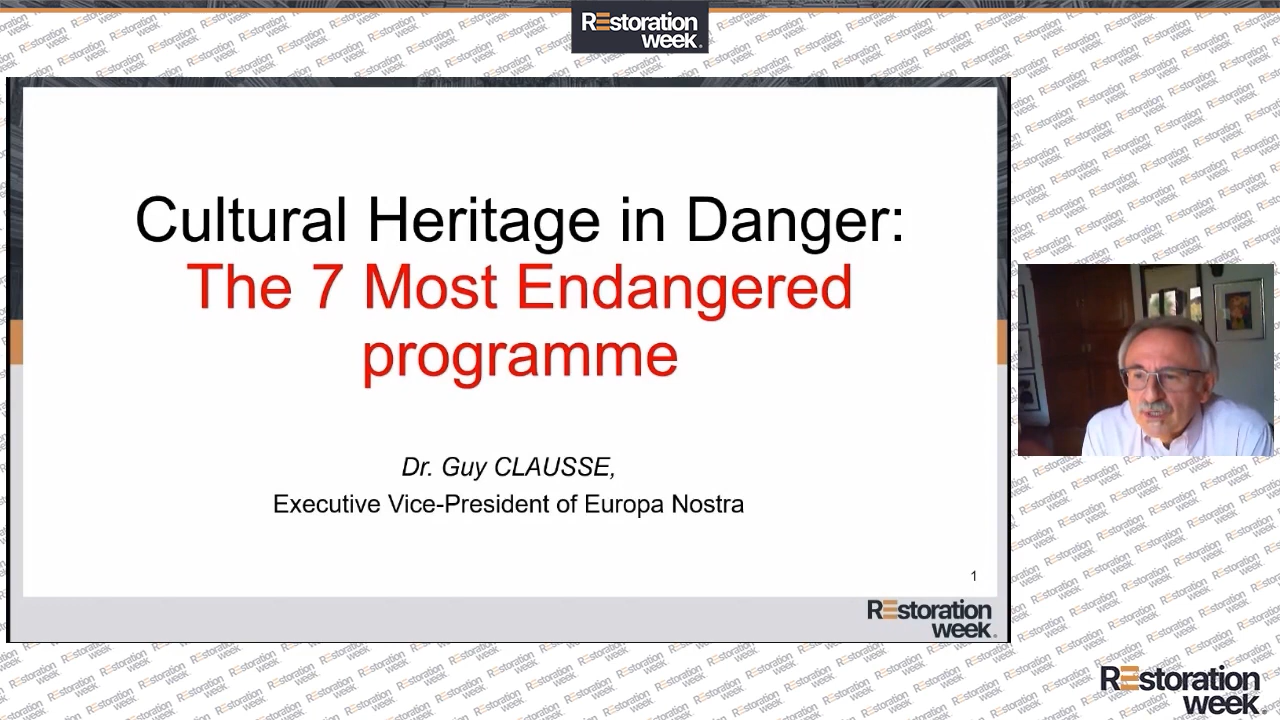 REstoration
week.
Cultural Heritage in Danger:
The 7 Most Endangered
programme
Dr. Guy CLAUSSE,
Executive Vice-President of Europa Nostra
1
REstoration
week.
REstoration
week.